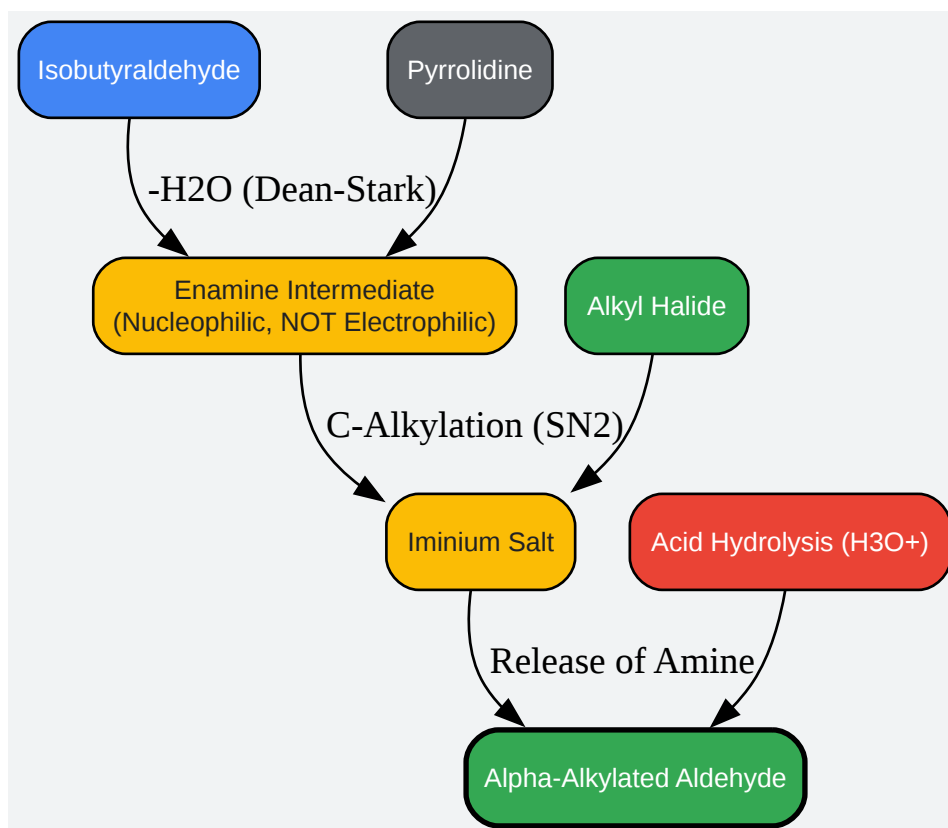 Isobutyraldehyde
Pyrrolidine
-H2O (Dean-Stark)
Enamine Intermediate
(Nucleophilic, NOT Electrophilic)
Alkyl Halide
C-Alkylation (SN2)
Iminium Salt
Acid Hydrolysis (H3O+)
Release of Amine
Alpha-Alkylated Aldehyde